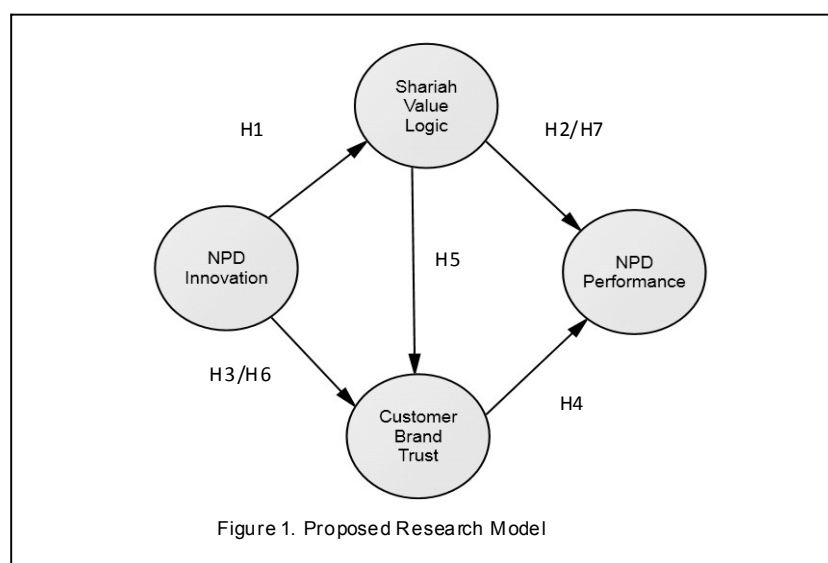 Shariah
Value
Logic
H1
H2/H7
NPD
Innovation
H5
NPD
Performance
H3/H6
H4
Customer
Brand
Trust
Figure 1. Proposed Research Model